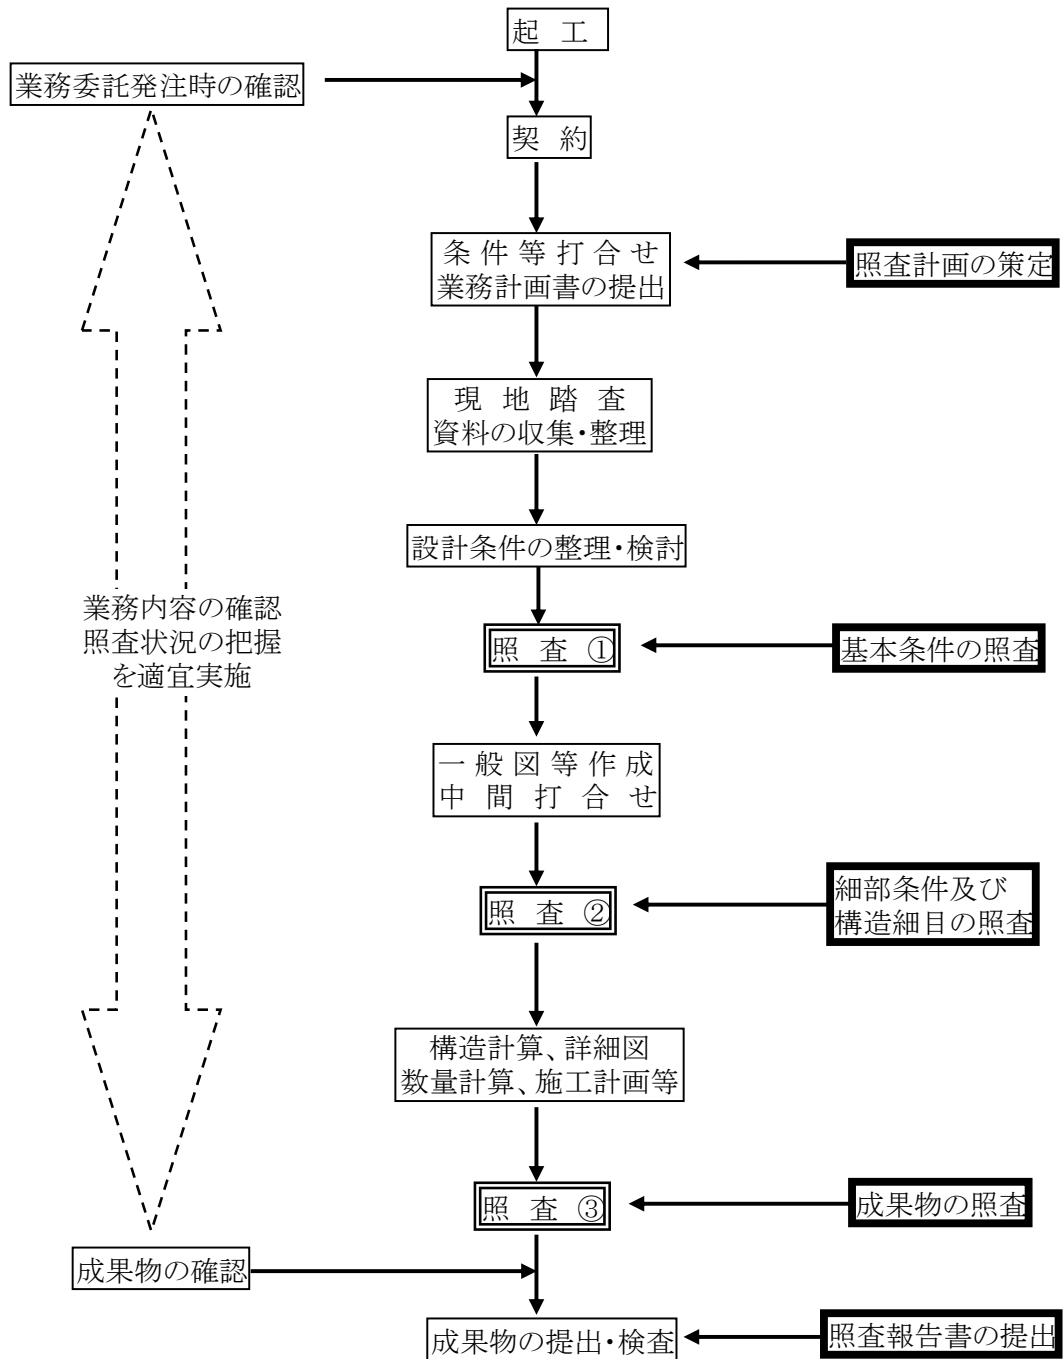 起 工
業務委託発注時の確認
契 約
条 件 等 打 合 せ
業務計画書の提出
照査計画の策定
現 地 踏 査
資料の収集・整理
設計条件の整理・検討
業務内容の確認
照査状況の把握
を適宜実施
照 査 ①
基本条件の照査
一 般 図 等 作 成
中 間 打 合 せ
照 査 ②
細部条件及び
構造細目の照査
構造計算、詳細図
数量計算、施工計画等
照 査 ③
成果物の照査
成果物の確認
成果物の提出・検査
照査報告書の提出